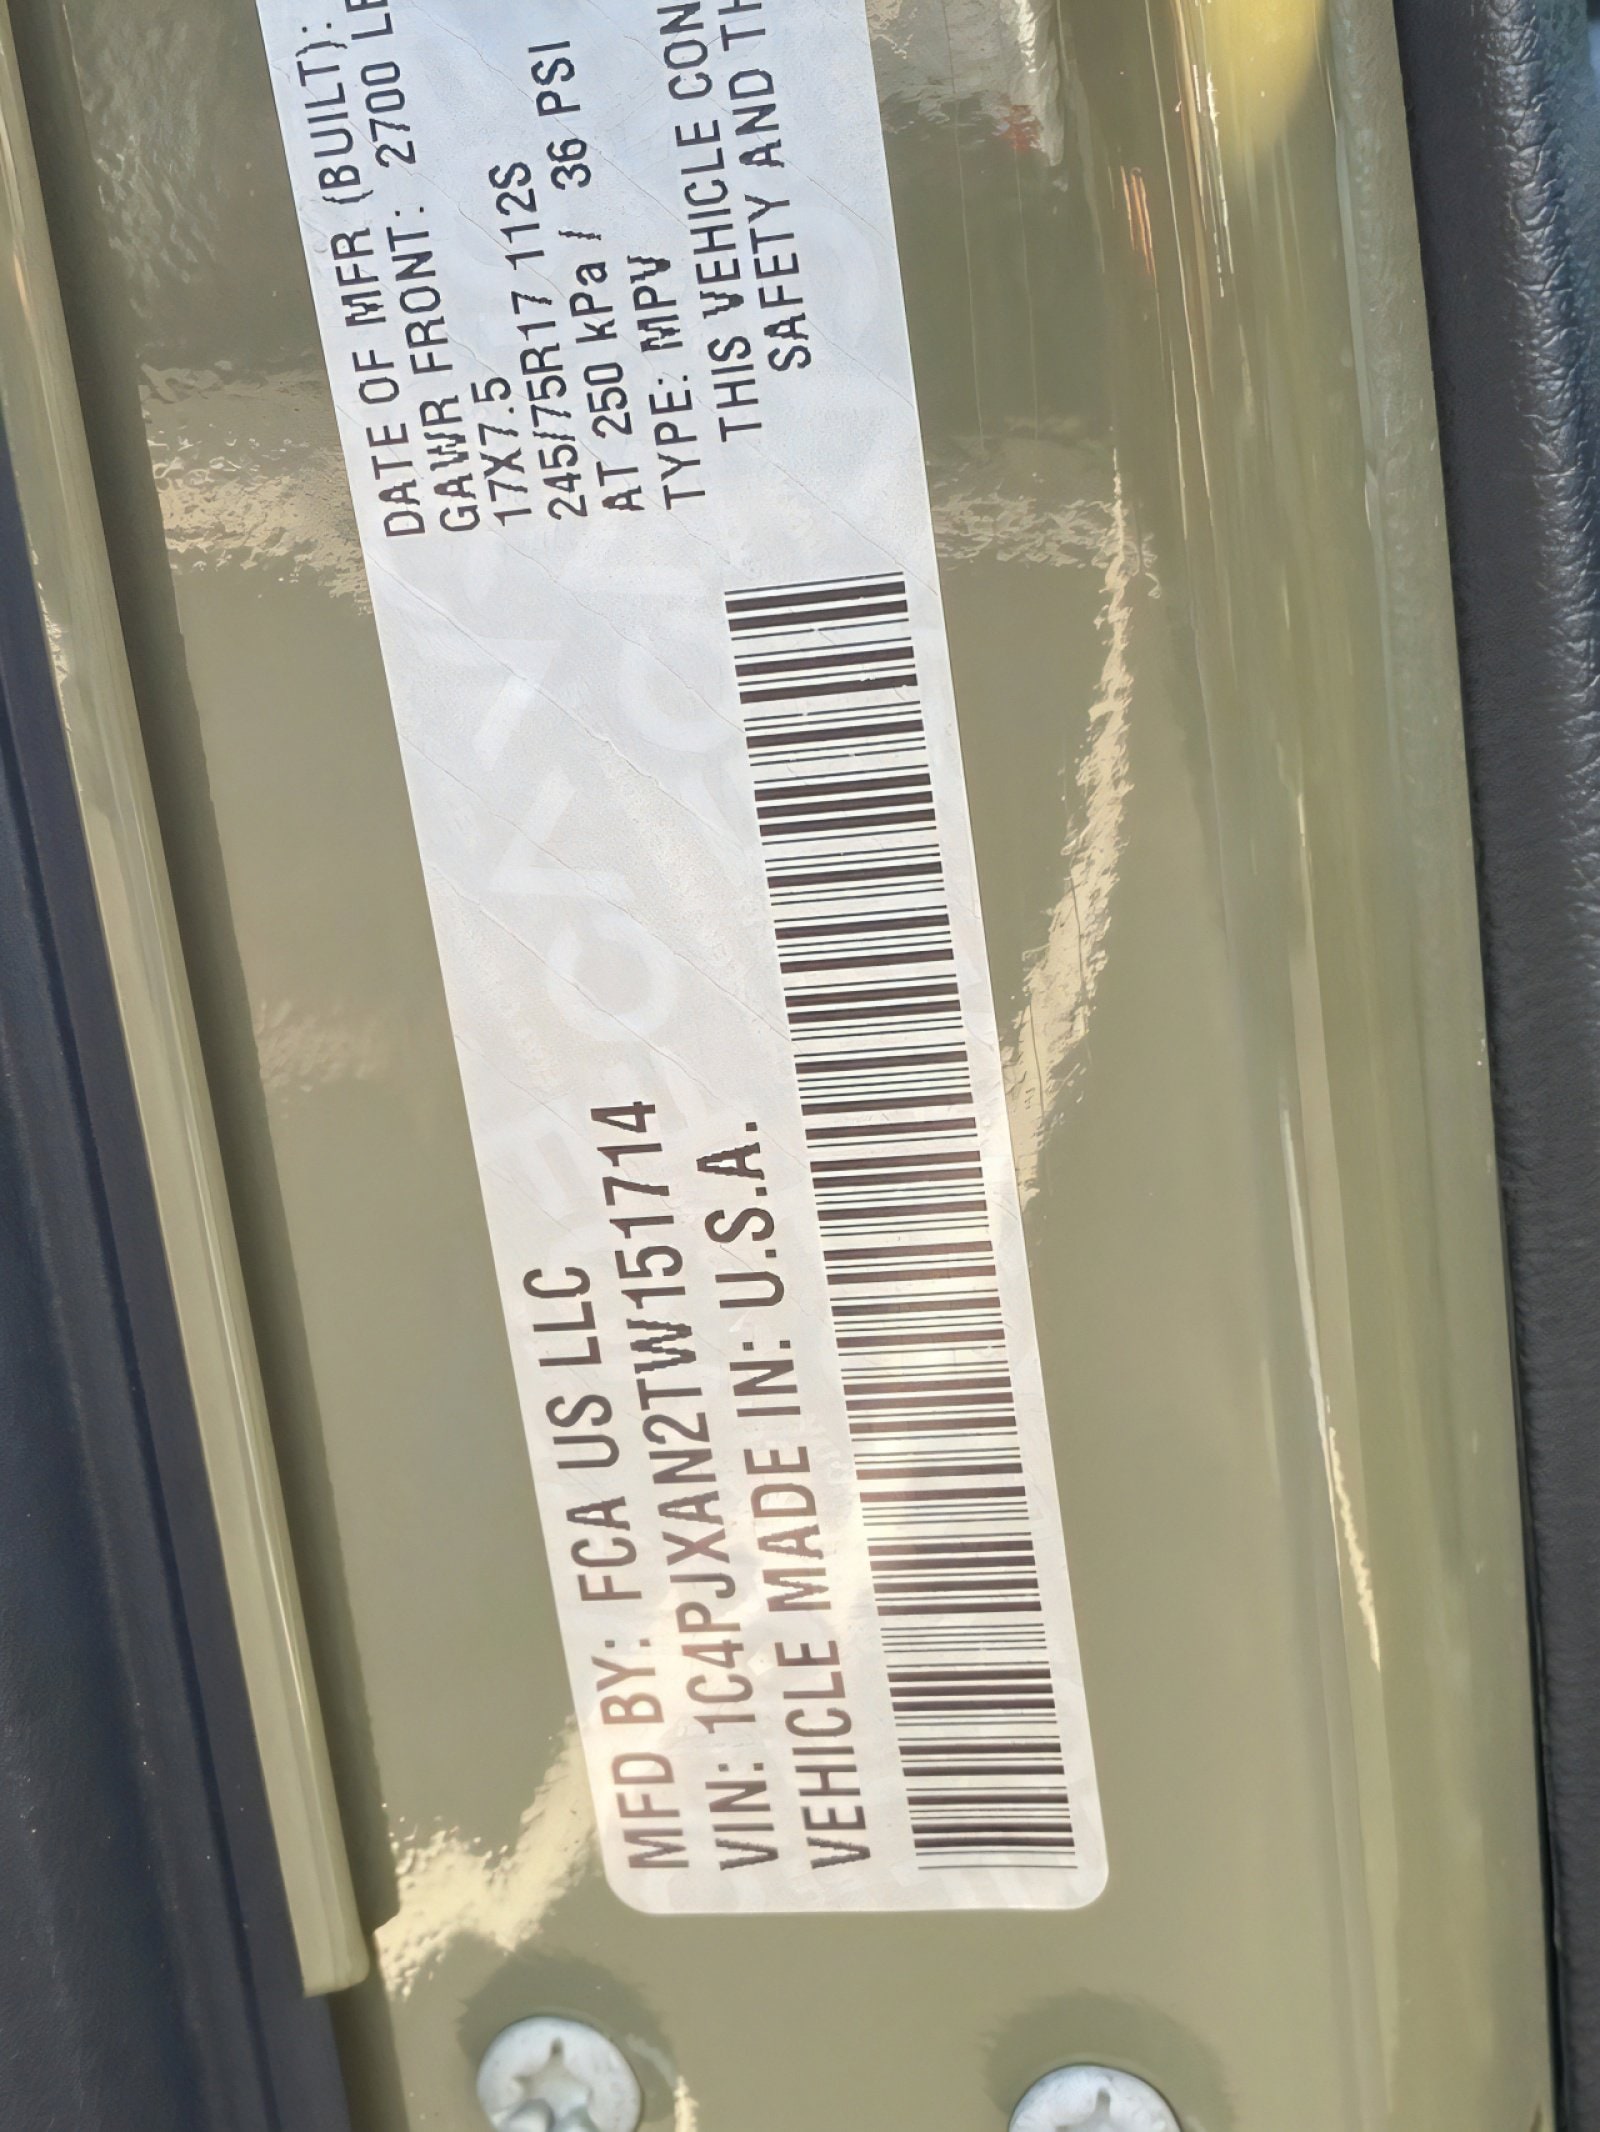 MFD BY: FCA US LLC
VIN: 1C4PJXAN2TW151714
VEHICLE MADE IN: U.S.A.
DATE OF MFR (BUILT):
GAWR FRONT: 2700 LB
17X7.5
245/75R17 112S
AT 250 kPa / 36 PSI
TYPE: MPV
THIS VEHICLE CON
SAFETY AND TH